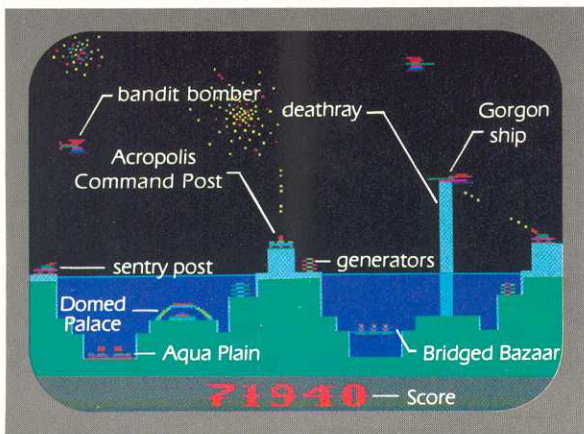 bandit bomber
deathray
Gorgon
ship
Acropolis
Command Post
sentry post
generators
Domed
Palace
Aqua Plain
Bridged Bazaar
71940
Score